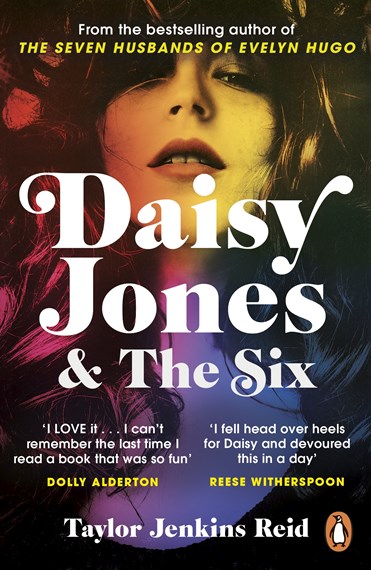 From the bestselling author of
THE SEVEN HUSBANDS OF EVELYN HUGO
Daisy
Jones
& The Six
‘I LOVE it . . . I can’t
remember the last time I
read a book that was so fun’
DOLLY ALDERTON
‘I fell head over heels
for Daisy and devoured
this in a day’
REESE WITHERSPOON
Taylor Jenkins Reid